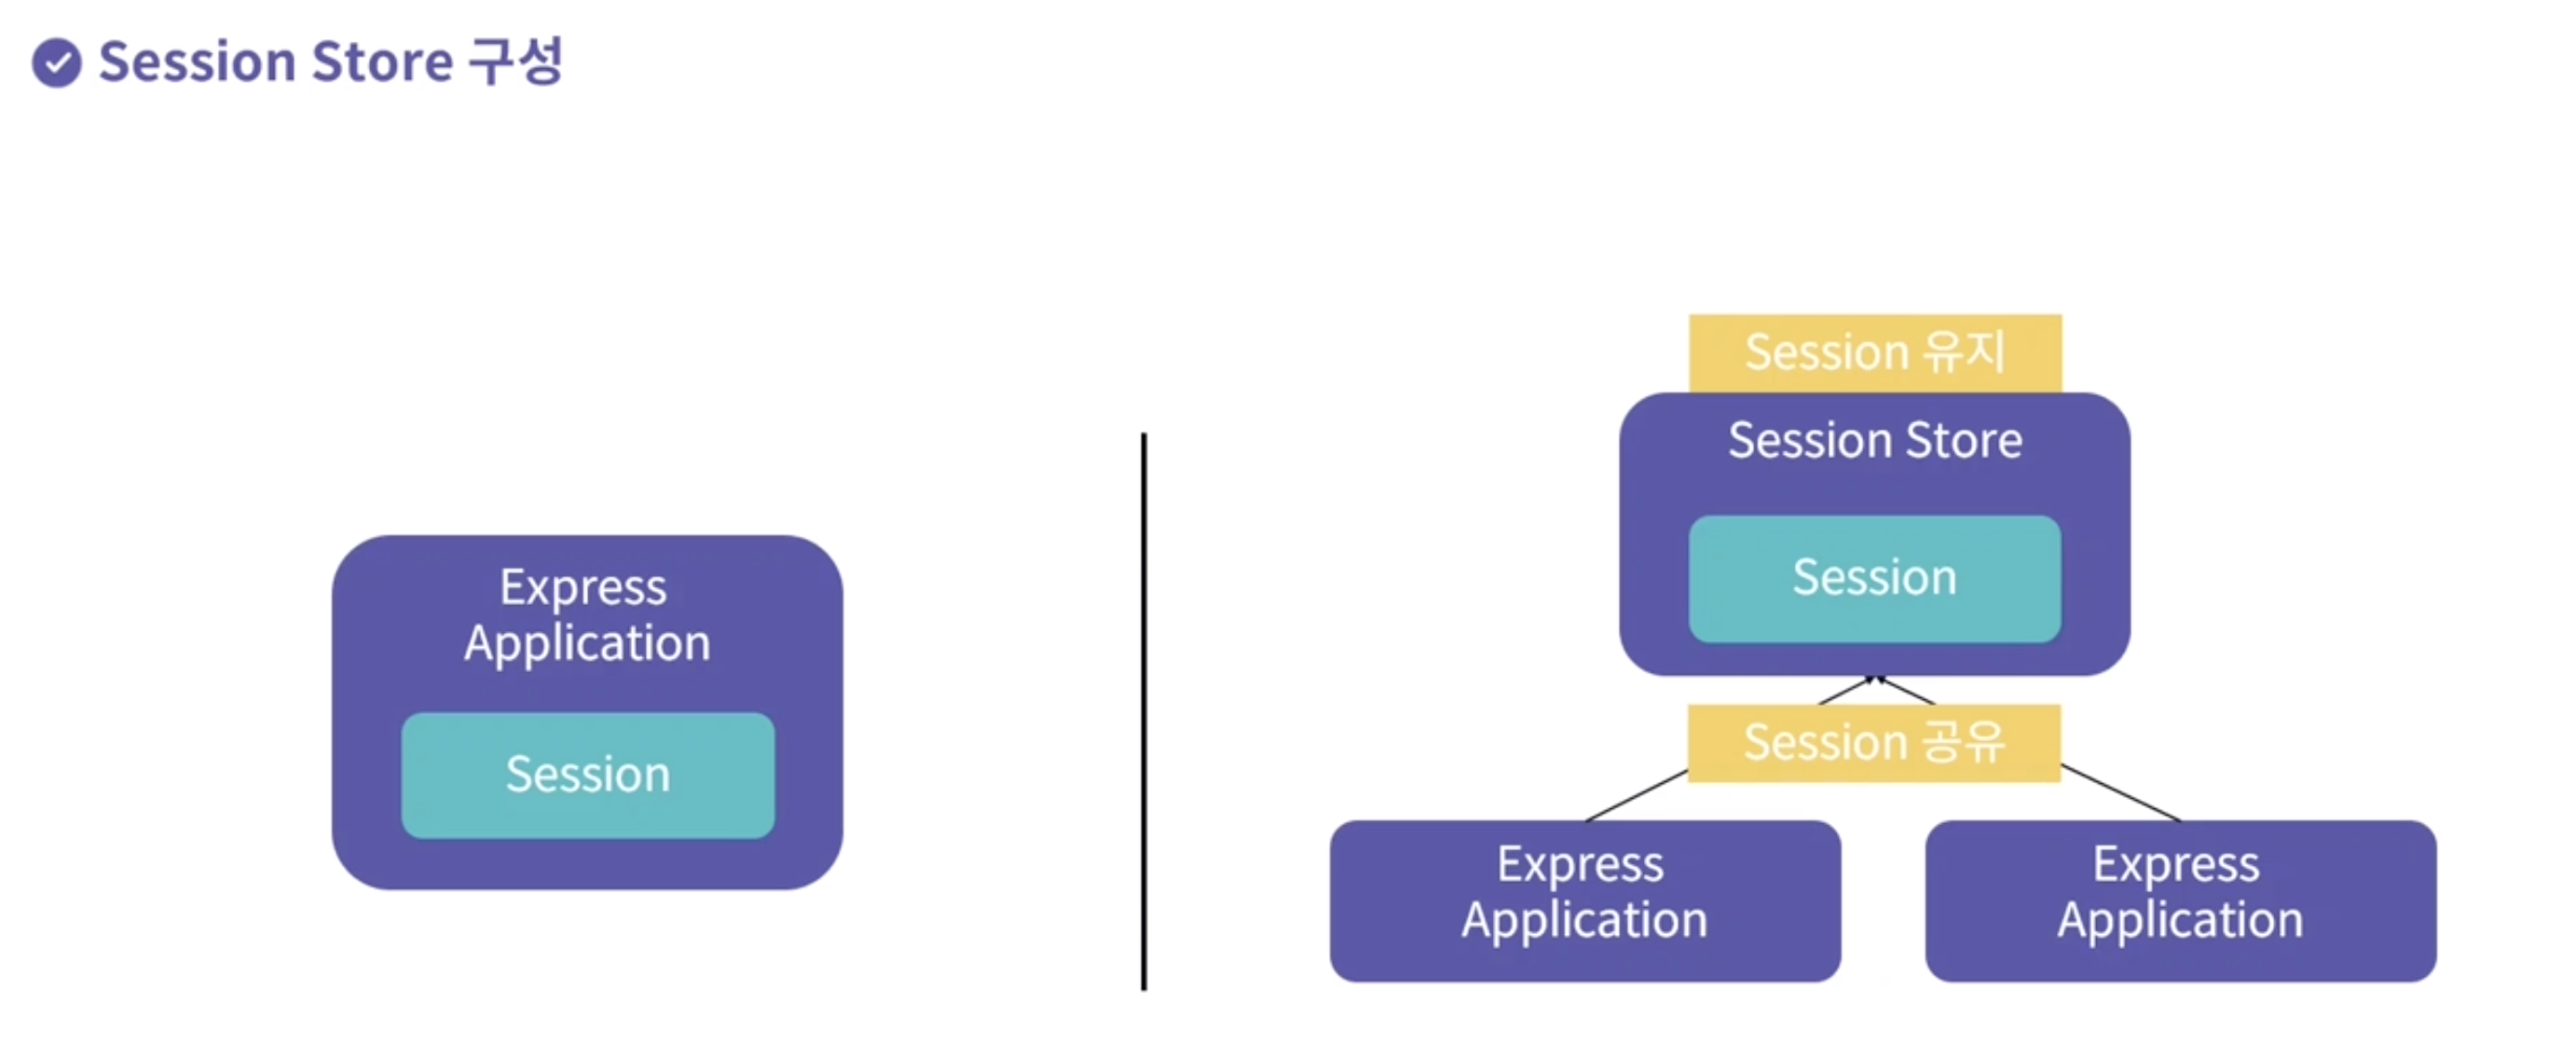 Session Store 구성
Express
Application
Session
Session 유지
Session Store
Session
Session 공유
Express
Application
Express
Application